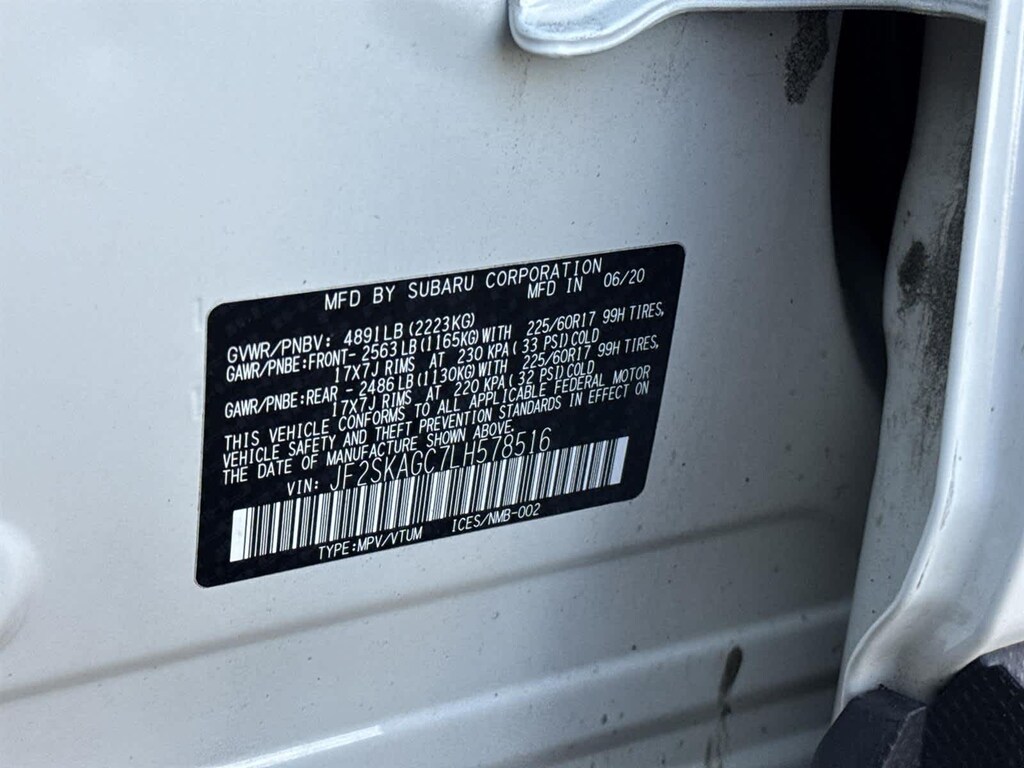 MFD BY SUBARU CORPORATION
MFD IN 06/20
GVWR/PNBV: 4891LB (2223KG)
GAWR/PNBE:FRONT- 2563LB(1165KG)WITH 225/60R17 99H TIRES,
17X7J RIMS AT 230 KPA( 33 PSI)COLD
GAWR/PNBE:REAR - 2486LB(1130KG)WITH 225/60R17 99H TIRES,
17X7J RIMS AT 220 KPA( 32 PSI)COLD
THIS VEHICLE CONFORMS TO ALL APPLICABLE FEDERAL MOTOR
VEHICLE SAFETY AND THEFT PREVENTION STANDARDS IN EFFECT ON
THE DATE OF MANUFACTURE SHOWN ABOVE.
VIN: JF2SKAGC7LH578516
TYPE:MPV/VTUM ICES/NMB-002